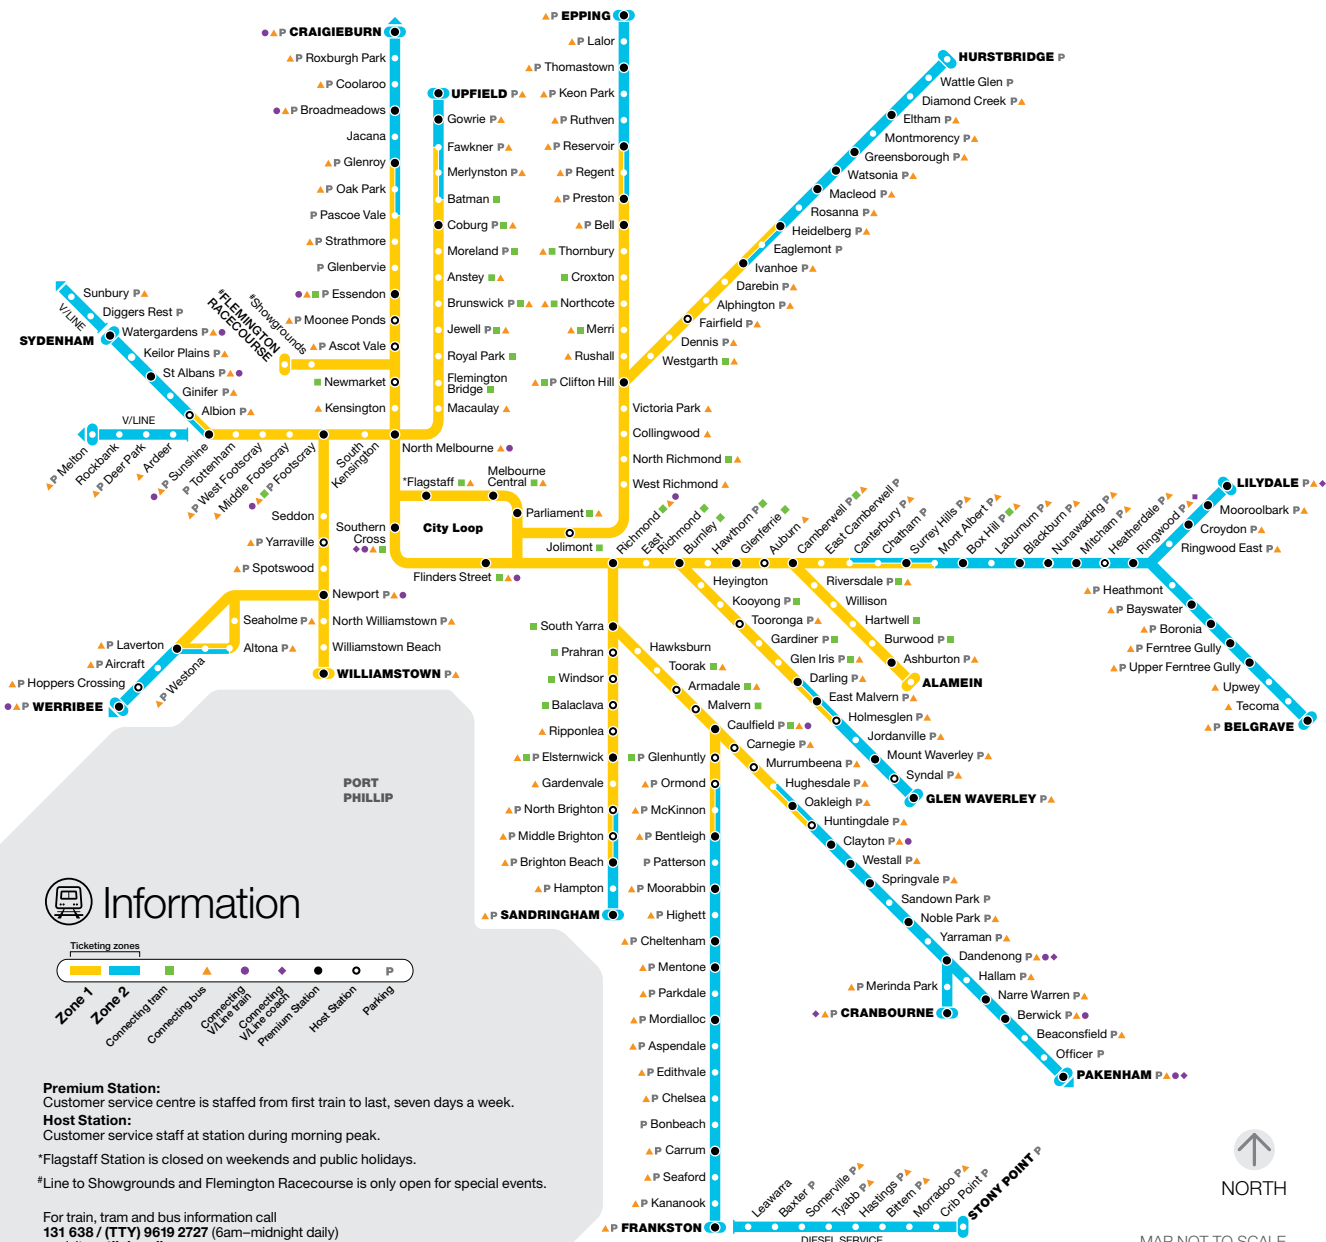 CRAIGIEBURN
P Roxburgh Park
P Coolaroo
P Broadmeadows
Jacana
P Glenroy
P Oak Park
P Pascoe Vale
P Strathmore
P Glenbervie
P Essendon
P Moonee Ponds
P Ascot Vale
Newmarket
Kensington
North Melbourne
#Showgrounds
#FLEMINGTON
RACECOURSE
UPFIELD P
Gowrie P
Fawkner P
Merlynston P
Batman
Coburg P
Moreland P
Anstey
Brunswick P
Jewell P
Royal Park
Flemington
Bridge
Macaulay
P EPPING
P Lalor
P Thomastown
P Keon Park
P Ruthven
P Reservoir
P Regent
P Preston
P Bell
Thornbury
Croxton
Northcote
Merri
Rushall
P Clifton Hill
Victoria Park
Collingwood
North Richmond
West Richmond
HURSTBRIDGE P
Wattle Glen P
Diamond Creek P
Eltham P
Montmorency P
Greensborough P
Watsonia P
Macleod P
Rosanna P
Heidelberg P
Eaglemont P
Ivanhoe P
Darebin P
Alphington P
Fairfield P
Dennis P
Westgarth
Sunbury P
Diggers Rest P
V/LINE
Watergardens P
SYDENHAM
Keilor Plains P
St Albans P
Ginifer P
Albion P
V/LINE
P Melton
Rockbank
P Deer Park
Ardeer
P Sunshine
P Tottenham
P West Footscray
Middle Footscray
P Footscray
South
Kensington
Seddon
P Yarraville
P Spotswood
Newport P
North Williamstown P
Williamstown Beach
WILLIAMSTOWN P
Seaholme P
Altona P
P Westona
P Laverton
P Aircraft
P Hoppers Crossing
P WERRIBEE
*Flagstaff
Melbourne
Central
Parliament
City Loop
Southern
Cross
Flinders Street
Jolimont
Richmond
East
Richmond
Burnley
Hawthorn P
Glenferrie
Auburn
Camberwell P
East Camberwell P
Canterbury P
Chatham P
Surrey Hills P
Mont Albert P
Box Hill P
Laburnum P
Blackburn P
Nunawading P
Mitcham P
Heatherdale P
Ringwood P
LILYDALE P
Mooroolbark P
Croydon P
Ringwood East P
P Heathmont
P Bayswater
P Boronia
P Ferntree Gully
P Upper Ferntree Gully
Upwey
Tecoma
P BELGRAVE
Riversdale P
Willison
Hartwell
Burwood P
Ashburton P
ALAMEIN
Heyington
Kooyong P
Tooronga P
Gardiner P
Glen Iris P
Darling P
East Malvern P
Holmesglen P
Jordanville P
Mount Waverley P
Syndal P
GLEN WAVERLEY P
South Yarra
Prahran
Windsor
Balaclava
Ripponlea
P Elsternwick
Gardenvale
P North Brighton
P Middle Brighton
P Brighton Beach
P Hampton
P SANDRINGHAM
Hawksburn
Toorak
Armadale
Malvern
Caulfield P
Carnegie P
Murrumbeena P
Hughesdale P
Oakleigh P
Huntingdale P
Clayton P
Westall P
Springvale P
Sandown Park P
Noble Park P
Yarraman P
Dandenong P
Hallam P
Narre Warren P
Berwick P
Beaconsfield P
Officer P
PAKENHAM P
P Merinda Park
P CRANBOURNE
P Glenhuntly
P Ormond
P McKinnon
P Bentleigh
P Patterson
P Moorabbin
P Highett
P Cheltenham
P Mentone
P Parkdale
P Mordialloc
P Aspendale
P Edithvale
P Chelsea
P Bonbeach
P Carrum
P Seaford
P Kananook
P FRANKSTON
Leawarra
Baxter P
Somerville P
Tyabb P
Hastings P
Bittern P
Morradoo P
Crib Point P
STONY POINT P
DIESEL SERVICE
PORT
PHILLIP
Information
Ticketing zones
Zone 1
Zone 2
Connecting tram
Connecting bus
Connecting
V/Line train
Connecting
V/Line coach
Premium Station
Host Station
P
Parking
Premium Station:
Customer service centre is staffed from first train to last, seven days a week.
Host Station:
Customer service staff at station during morning peak.
*Flagstaff Station is closed on weekends and public holidays.
#Line to Showgrounds and Flemington Racecourse is only open for special events.
For train, tram and bus information call
131 638 / (TTY) 9619 2727 (6am–midnight daily)
NORTH
MAP NOT TO SCALE